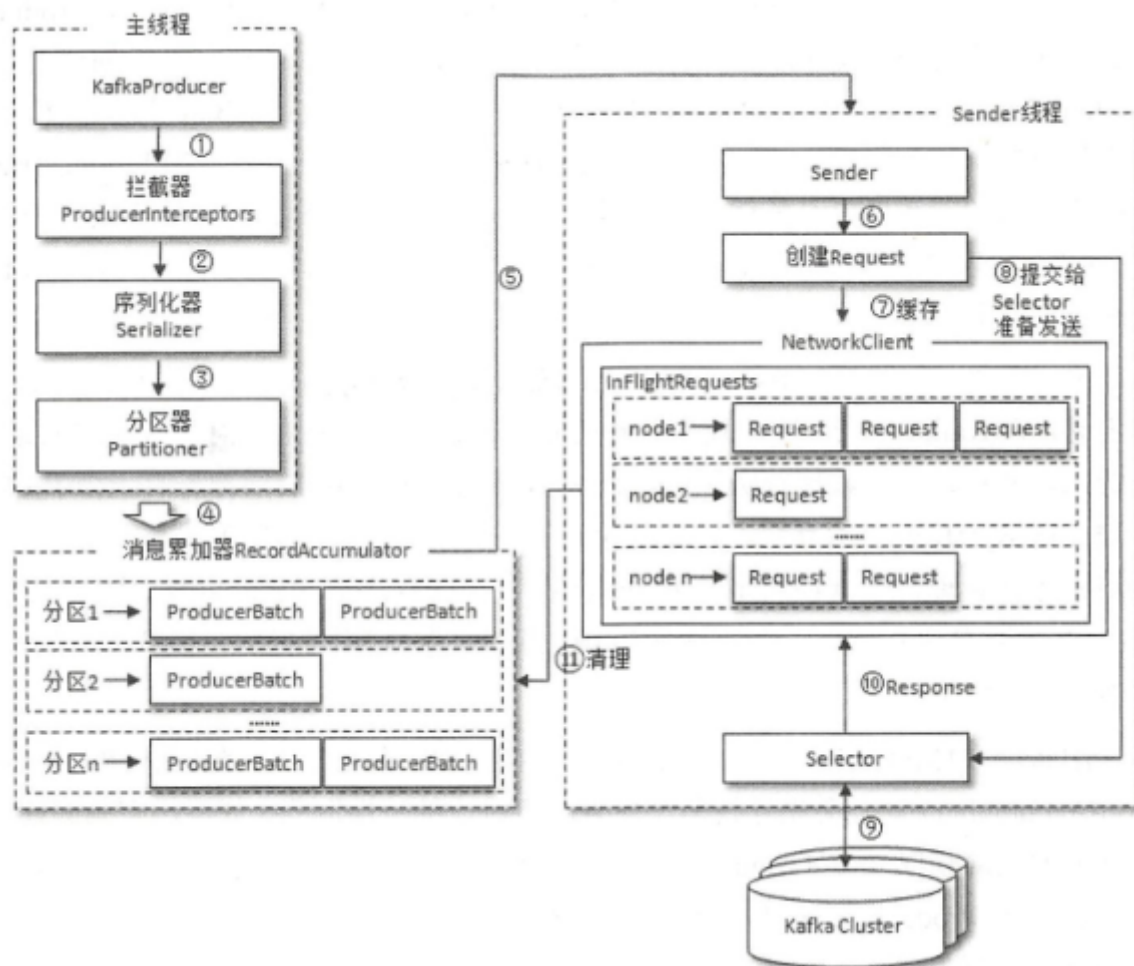 主线程
KafkaProducer
①
拦截器
ProducerInterceptors
②
序列化器
Serializer
③
分区器
Partitioner
④
消息累加器RecordAccumulator
分区1
ProducerBatch
ProducerBatch
分区2
ProducerBatch
......
分区n
ProducerBatch
ProducerBatch
⑤
Sender线程
Sender
⑥
创建Request
⑦缓存
⑧提交给
Selector
准备发送
NetworkClient
InFlightRequests
node1
Request
Request
Request
node2
Request
......
node n
Request
Request
⑪清理
⑩Response
Selector
⑨
Kafka Cluster